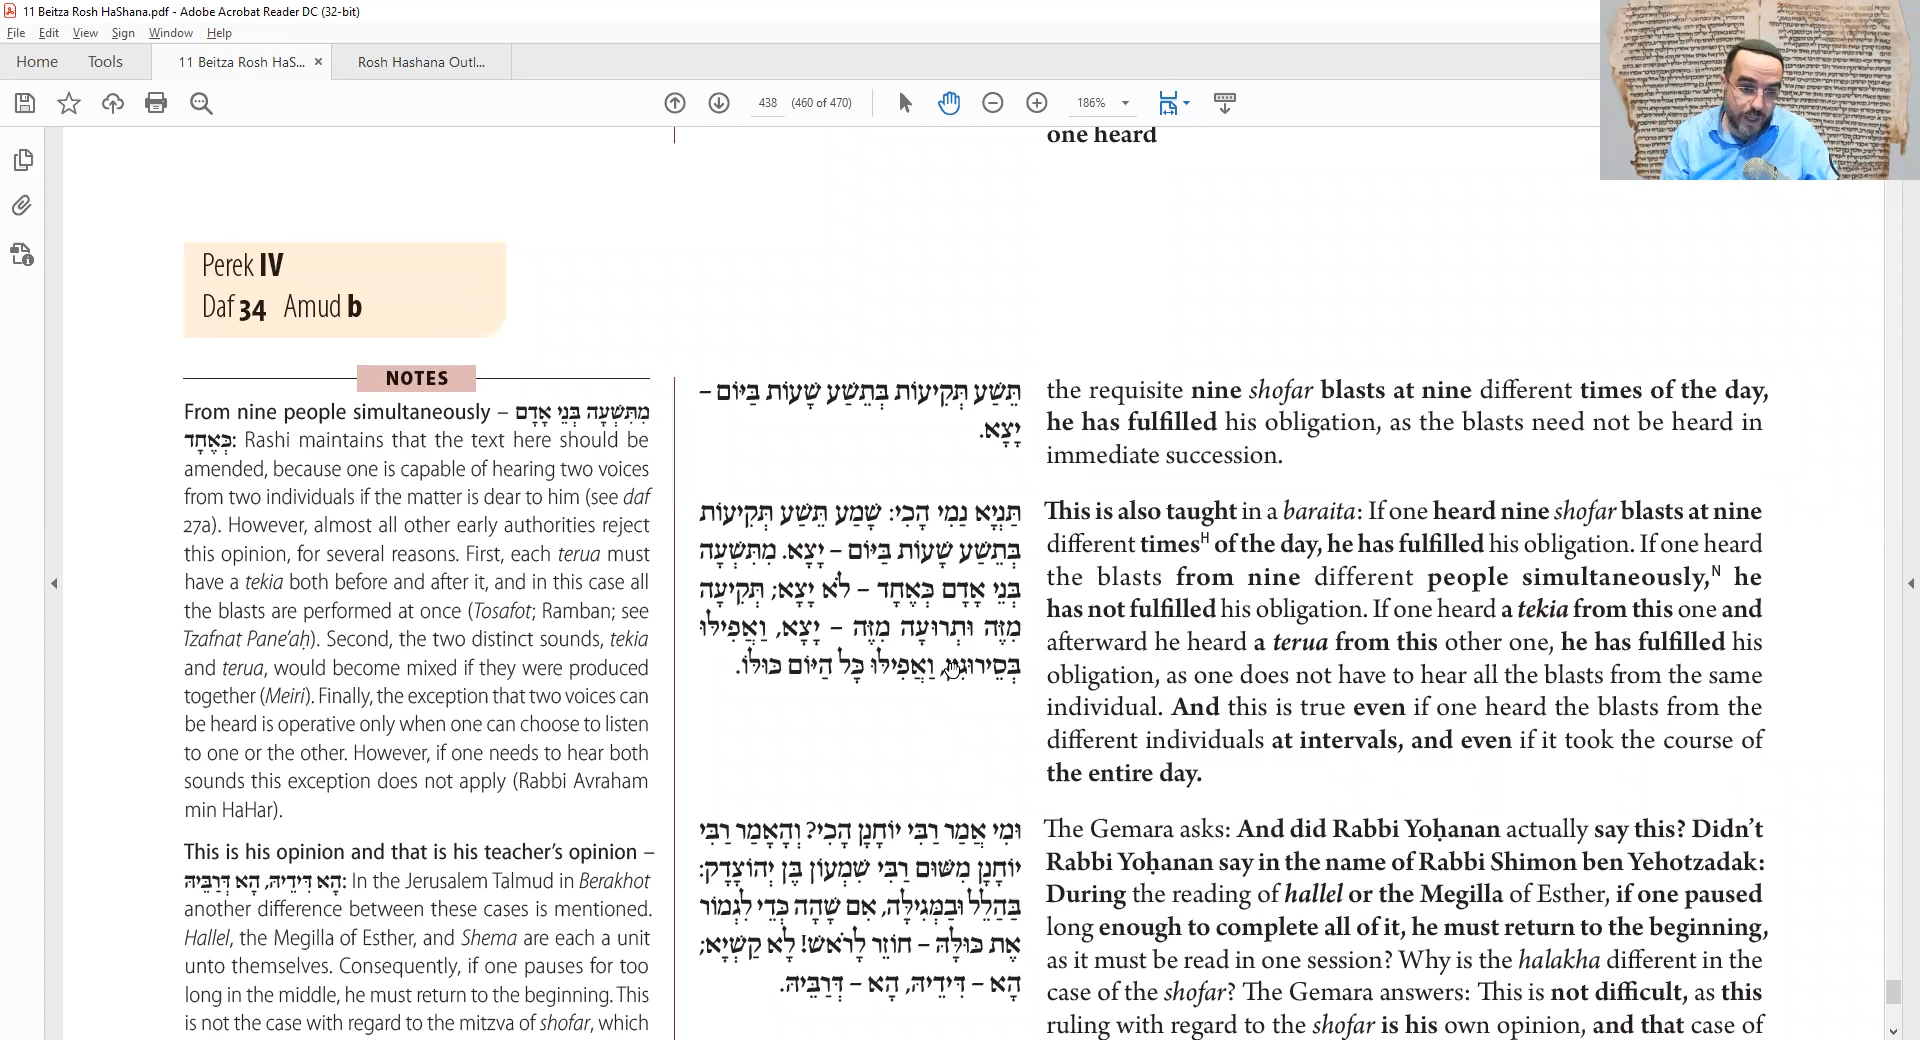 11 Beitza Rosh HaShana.pdf - Adobe Acrobat Reader DC (32-bit)
File Edit View Sign Window Help
Home Tools 11 Beitza Rosh HaS... × Rosh Hashana Outl...
438 (460 of 470) 186%
one heard
Perek IV
Daf 34 Amud b
NOTES
From nine people simultaneously – מִתִּשְׁעָה בְּנֵי אָדָם
כְּאֶחָד: Rashi maintains that the text here should be
amended, because one is capable of hearing two voices
from two individuals if the matter is dear to him (see daf
27a). However, almost all other early authorities reject
this opinion, for several reasons. First, each terua must
have a tekia both before and after it, and in this case all
the blasts are performed at once (Tosafot; Ramban; see
Tzafnat Pane'aḥ). Second, the two distinct sounds, tekia
and terua, would become mixed if they were produced
together (Meiri). Finally, the exception that two voices can
be heard is operative only when one can choose to listen
to one or the other. However, if one needs to hear both
sounds this exception does not apply (Rabbi Avraham
min HaHar).
This is his opinion and that is his teacher's opinion –
הָא דִּידֵיהּ, הָא דְּרַבֵּיהּ: In the Jerusalem Talmud in Berakhot
another difference between these cases is mentioned.
Hallel, the Megilla of Esther, and Shema are each a unit
unto themselves. Consequently, if one pauses for too
long in the middle, he must return to the beginning. This
is not the case with regard to the mitzva of shofar, which
תֵּשַׁע תְּקִיעוֹת בְּתֵשַׁע שָׁעוֹת בַּיּוֹם –
יָצָא.
תַּנְיָא נַמִי הָכִי: שָׁמַע תֵּשַׁע תְּקִיעוֹת
בְּתֵשַׁע שָׁעוֹת בַּיּוֹם – יָצָא. מִתִּשְׁעָה
בְּנֵי אָדָם כְּאֶחָד – לֹא יָצָא; תְּקִיעָה
מִזֶּה וּתְרוּעָה מִזֶּה – יָצָא, וַאֲפִילּוּ
בְּסֵירוּגִין, וַאֲפִילּוּ כָּל הַיּוֹם כּוּלּוֹ.
וּמִי אֲמַר רַבִּי יוֹחָנָן הָכִי? וְהָאָמַר רַבִּי
יוֹחָנָן מִשּׁוּם רַבִּי שִׁמְעוֹן בֶּן יְהוֹצָדָק:
בְּהַלֵּל וּבִמְגִילָּה, אִם שָׁהָה כְּדֵי לִגְמוֹר
אֶת כּוּלָּהּ – חוֹזֵר לָרֹאשׁ! לָא קַשְׁיָא;
הָא – דִּידֵיהּ, הָא – דְּרַבֵּיהּ.
the requisite nine shofar blasts at nine different times of the day,
he has fulfilled his obligation, as the blasts need not be heard in
immediate succession.
This is also taught in a baraita: If one heard nine shofar blasts at nine
different timesᴴ of the day, he has fulfilled his obligation. If one heard
the blasts from nine different people simultaneously,ᴺ he
has not fulfilled his obligation. If one heard a tekia from this one and
afterward he heard a terua from this other one, he has fulfilled his
obligation, as one does not have to hear all the blasts from the same
individual. And this is true even if one heard the blasts from the
different individuals at intervals, and even if it took the course of
the entire day.
The Gemara asks: And did Rabbi Yoḥanan actually say this? Didn't
Rabbi Yoḥanan say in the name of Rabbi Shimon ben Yehotzadak:
During the reading of hallel or the Megilla of Esther, if one paused
long enough to complete all of it, he must return to the beginning,
as it must be read in one session? Why is the halakha different in the
case of the shofar? The Gemara answers: This is not difficult, as this
ruling with regard to the shofar is his own opinion, and that case of